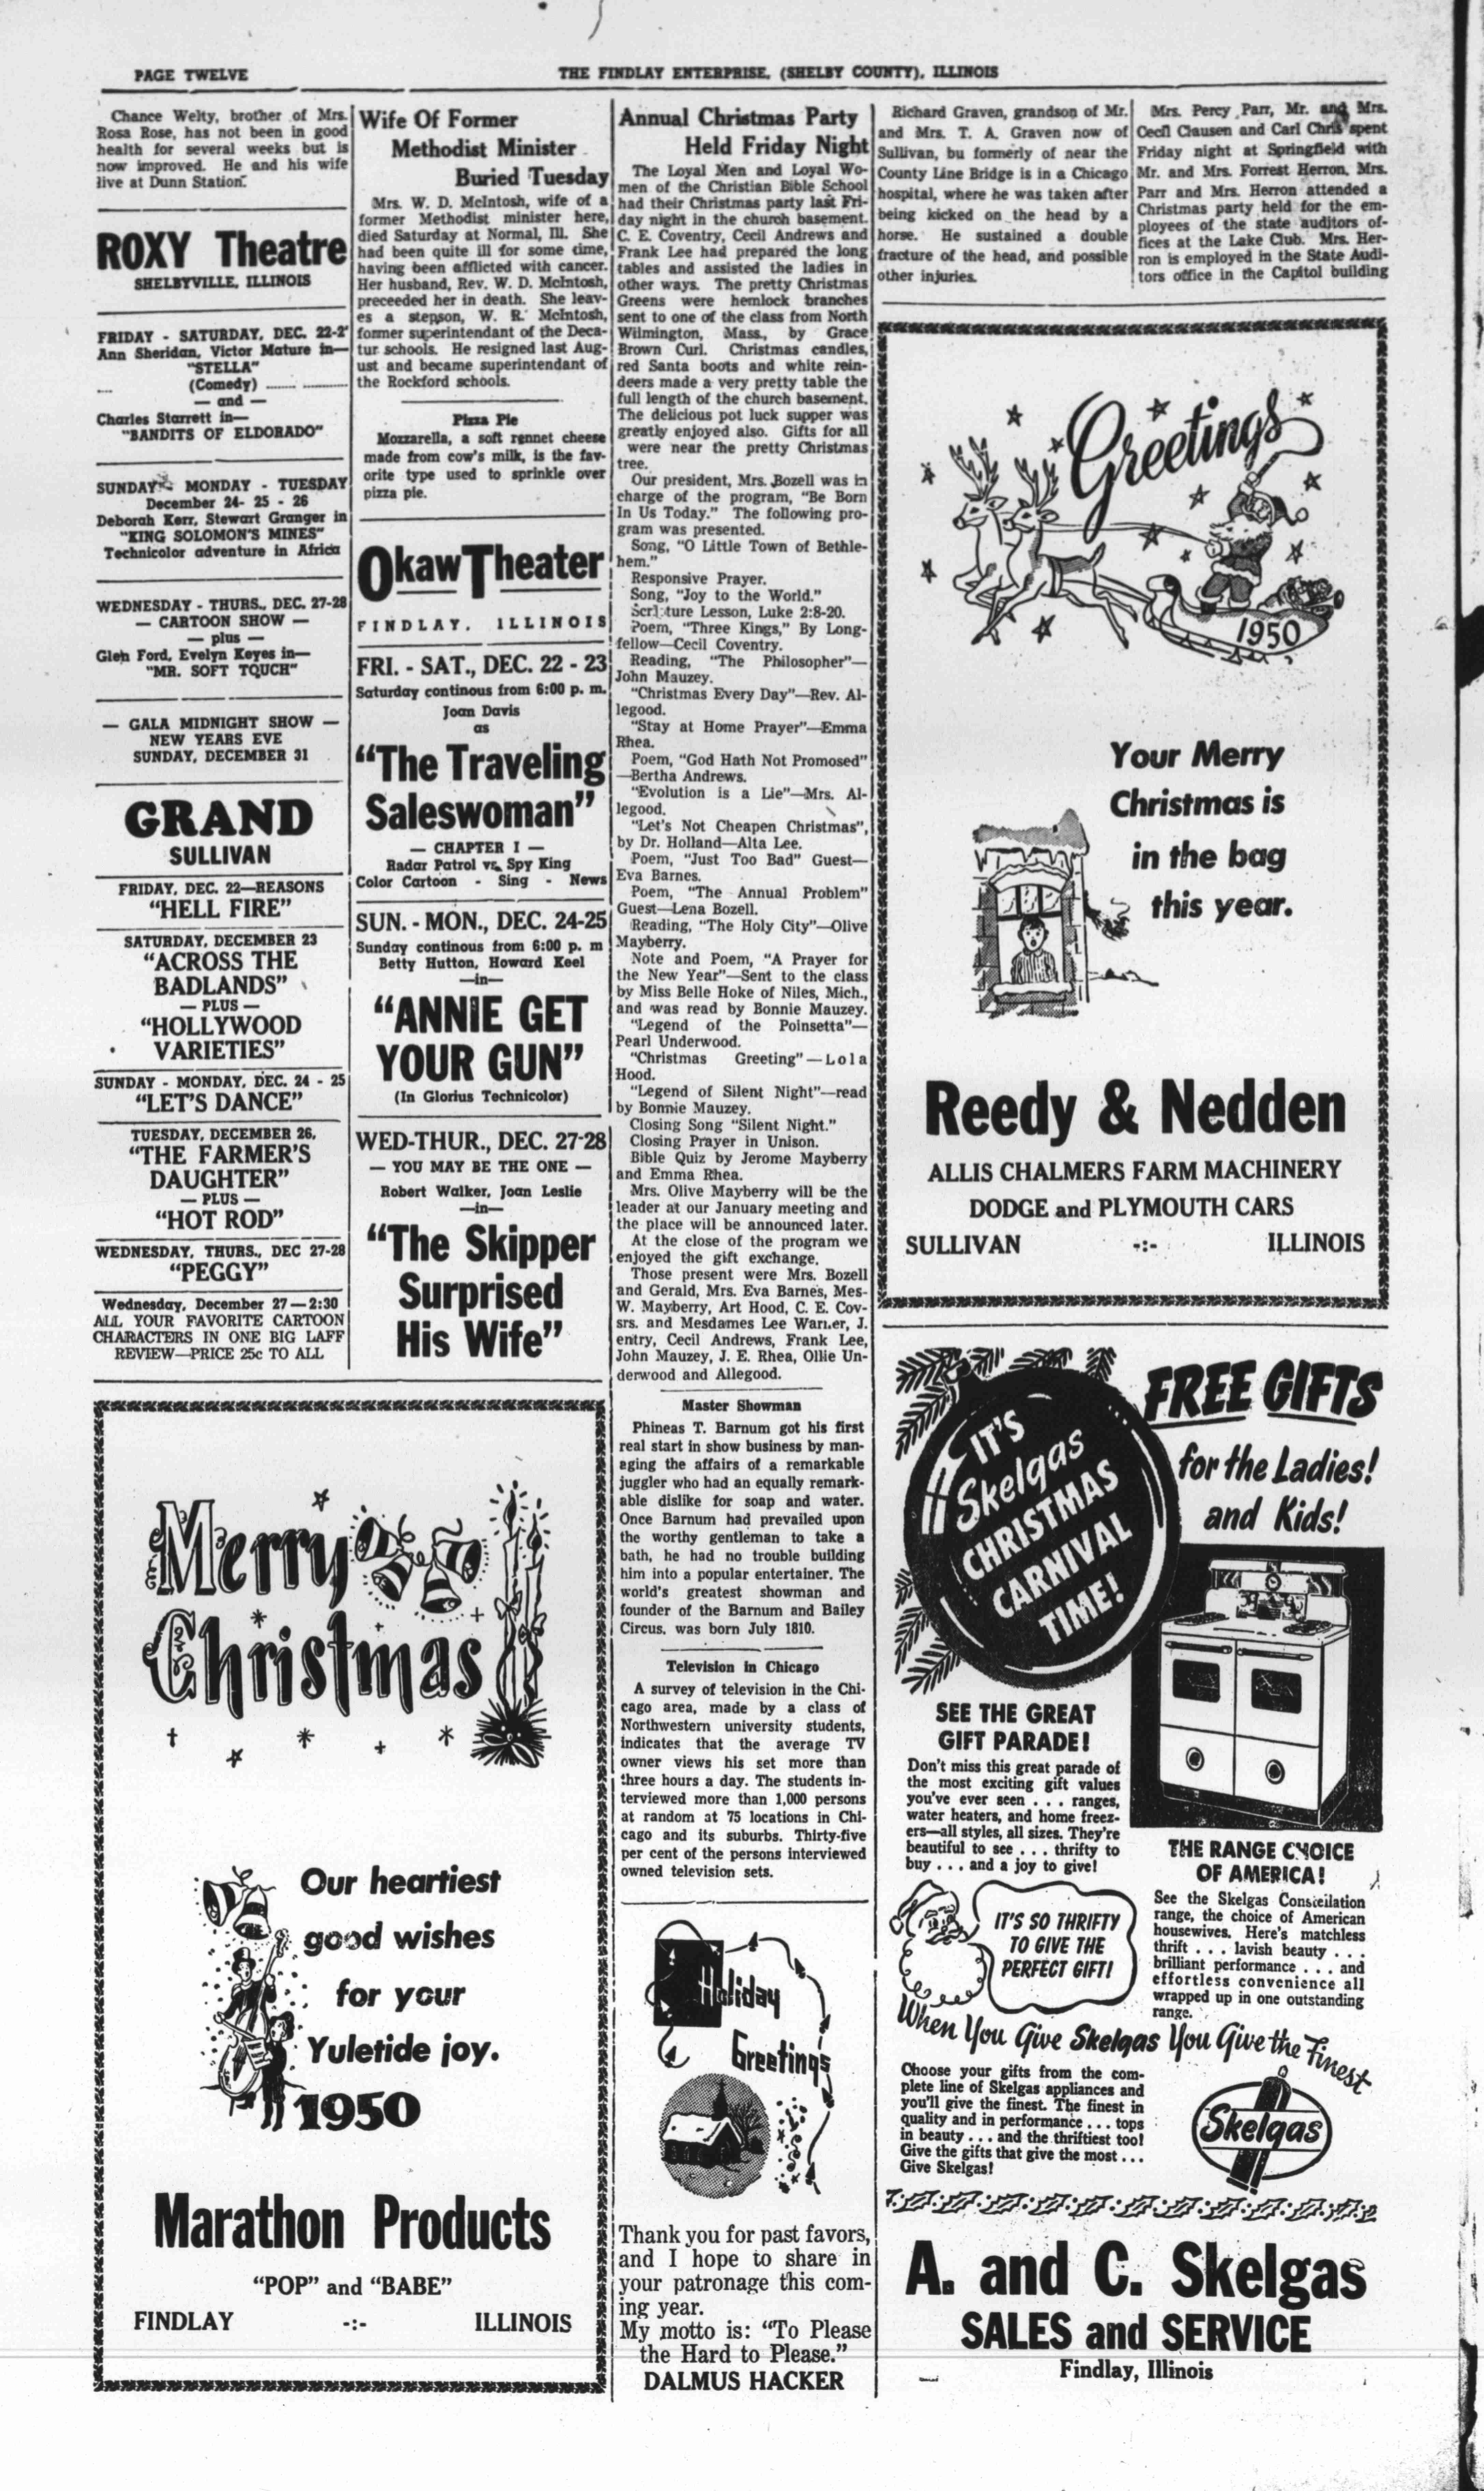 PAGE TWELVE
THE FINDLAY ENTERPRISE, (SHELBY COUNTY), ILLINOIS
Chance Welty, brother of Mrs.
Rosa Rose, has not been in good
health for several weeks but is
now improved. He and his wife
live at Dunn Station.
ROXY Theatre
SHELBYVILLE, ILLINOIS
FRIDAY - SATURDAY, DEC. 22-2
Ann Sheridan, Victor Mature in—
"STELLA"
(Comedy)
— and —
Charles Starrett in—
"BANDITS OF ELDORADO"
SUNDAY - MONDAY - TUESDAY
December 24- 25 - 26
Deborah Kerr, Stewart Granger in
"KING SOLOMON'S MINES"
Technicolor adventure in Africa
WEDNESDAY - THURS., DEC. 27-28
— CARTOON SHOW —
— plus —
Glen Ford, Evelyn Keyes in—
"MR. SOFT TOUCH"
— GALA MIDNIGHT SHOW —
NEW YEARS EVE
SUNDAY, DECEMBER 31
GRAND
SULLIVAN
FRIDAY, DEC. 22—REASONS
"HELL FIRE"
SATURDAY, DECEMBER 23
"ACROSS THE
BADLANDS"
— PLUS —
"HOLLYWOOD
VARIETIES"
SUNDAY - MONDAY, DEC. 24 - 25
"LET'S DANCE"
TUESDAY, DECEMBER 26,
"THE FARMER'S
DAUGHTER"
— PLUS —
"HOT ROD"
WEDNESDAY, THURS., DEC 27-28
"PEGGY"
Wednesday, December 27 — 2:30
ALL YOUR FAVORITE CARTOON
CHARACTERS IN ONE BIG LAFF
REVIEW—PRICE 25c TO ALL
Wife Of Former
Methodist Minister
Buried Tuesday
Mrs. W. D. McIntosh, wife of a
former Methodist minister here,
died Saturday at Normal, Ill. She
had been quite ill for some time,
having been afflicted with cancer.
Her husband, Rev. W. D. McIntosh,
preceeded her in death. She leav-
es a stepson, W. R. McIntosh,
former superintendant of the Deca-
tur schools. He resigned last Aug-
ust and became superintendant of
the Rockford schools.
Pizza Pie
Mozzarella, a soft rennet cheese
made from cow's milk, is the fav-
orite type used to sprinkle over
pizza pie.
Okaw Theater
FINDLAY, ILLINOIS
FRI. - SAT., DEC. 22 - 23
Saturday continous from 6:00 p. m.
Joan Davis
as
"The Traveling
Saleswoman"
— CHAPTER I —
Radar Patrol vs. Spy King
Color Cartoon - Sing - News
SUN. - MON., DEC. 24-25
Sunday continous from 6:00 p. m
Betty Hutton, Howard Keel
—in—
"ANNIE GET
YOUR GUN"
(In Glorius Technicolor)
WED-THUR., DEC. 27-28
— YOU MAY BE THE ONE —
Robert Walker, Joan Leslie
—in—
"The Skipper
Surprised
His Wife"
Merry
Christmas
Our heartiest
good wishes
for your
Yuletide joy.
1950
Marathon Products
"POP" and "BABE"
FINDLAY -:- ILLINOIS
Annual Christmas Party
Held Friday Night
The Loyal Men and Loyal Wo-
men of the Christian Bible School
had their Christmas party last Fri-
day night in the church basement.
C. E. Coventry, Cecil Andrews and
Frank Lee had prepared the long
tables and assisted the ladies in
other ways. The pretty Christmas
Greens were hemlock branches
sent to one of the class from North
Wilmington, Mass., by Grace
Brown Curl. Christmas candles,
red Santa boots and white rein-
deers made a very pretty table the
full length of the church basement.
The delicious pot luck supper was
greatly enjoyed also. Gifts for all
were near the pretty Christmas
tree.
Our president, Mrs. Bozell was in
charge of the program, "Be Born
In Us Today." The following pro-
gram was presented.
Song, "O Little Town of Bethle-
hem."
Responsive Prayer.
Song, "Joy to the World."
Scripture Lesson, Luke 2:8-20.
Poem, "Three Kings," By Long-
fellow—Cecil Coventry.
Reading, "The Philosopher"—
John Mauzey.
"Christmas Every Day"—Rev. Al-
legood.
"Stay at Home Prayer"—Emma
Rhea.
Poem, "God Hath Not Promosed"
—Bertha Andrews.
"Evolution is a Lie"—Mrs. Al-
legood.
"Let's Not Cheapen Christmas",
by Dr. Holland—Alta Lee.
Poem, "Just Too Bad" Guest—
Eva Barnes.
Poem, "The Annual Problem"
Guest—Lena Bozell.
Reading, "The Holy City"—Olive
Mayberry.
Note and Poem, "A Prayer for
the New Year"—Sent to the class
by Miss Belle Hoke of Niles, Mich.,
and was read by Bonnie Mauzey.
"Legend of the Poinsetta"—
Pearl Underwood.
"Christmas Greeting" — Lola
Hood.
"Legend of Silent Night"—read
by Bonnie Mauzey.
Closing Song "Silent Night."
Closing Prayer in Unison.
Bible Quiz by Jerome Mayberry
and Emma Rhea.
Mrs. Olive Mayberry will be the
leader at our January meeting and
the place will be announced later.
At the close of the program we
enjoyed the gift exchange.
Those present were Mrs. Bozell
and Gerald, Mrs. Eva Barnes, Mes-
W. Mayberry, Art Hood, C. E. Cov-
srs. and Mesdames Lee Warner, J.
entry, Cecil Andrews, Frank Lee,
John Mauzey, J. E. Rhea, Ollie Un-
derwood and Allegood.
Master Showman
Phineas T. Barnum got his first
real start in show business by man-
aging the affairs of a remarkable
juggler who had an equally remark-
able dislike for soap and water.
Once Barnum had prevailed upon
the worthy gentleman to take a
bath, he had no trouble building
him into a popular entertainer. The
world's greatest showman and
founder of the Barnum and Bailey
Circus, was born July 1810.
Television in Chicago
A survey of television in the Chi-
cago area, made by a class of
Northwestern university students,
indicates that the average TV
owner views his set more than
three hours a day. The students in-
terviewed more than 1,000 persons
at random at 75 locations in Chi-
cago and its suburbs. Thirty-five
per cent of the persons interviewed
owned television sets.
Holiday
Greetings
Thank you for past favors,
and I hope to share in
your patronage this com-
ing year.
My motto is: "To Please
the Hard to Please."
DALMUS HACKER
Richard Graven, grandson of Mr.
and Mrs. T. A. Graven now of
Sullivan, bu formerly of near the
County Line Bridge is in a Chicago
hospital, where he was taken after
being kicked on the head by a
horse. He sustained a double
fracture of the head, and possible
other injuries.
Mrs. Percy Parr, Mr. and Mrs.
Cecil Clausen and Carl Chris spent
Friday night at Springfield with
Mr. and Mrs. Forrest Herron. Mrs.
Parr and Mrs. Herron attended a
Christmas party held for the em-
ployees of the state auditors of-
fices at the Lake Club. Mrs. Her-
ron is employed in the State Audi-
tors office in the Capitol building
Greetings
1950
Your Merry
Christmas is
in the bag
this year.
Reedy & Nedden
ALLIS CHALMERS FARM MACHINERY
DODGE and PLYMOUTH CARS
SULLIVAN -:- ILLINOIS
IT'S
Skelgas
CHRISTMAS
CARNIVAL
TIME!
FREE GIFTS
for the Ladies!
and Kids!
SEE THE GREAT
GIFT PARADE!
Don't miss this great parade of
the most exciting gift values
you've ever seen . . . ranges,
water heaters, and home freez-
ers—all styles, all sizes. They're
beautiful to see . . . thrifty to
buy . . . and a joy to give!
THE RANGE CHOICE
OF AMERICA!
See the Skelgas Constellation
range, the choice of American
housewives. Here's matchless
thrift . . . lavish beauty . . .
brilliant performance . . . and
effortless convenience all
wrapped up in one outstanding
range.
IT'S SO THRIFTY
TO GIVE THE
PERFECT GIFT!
When You Give Skelgas You Give the Finest
Choose your gifts from the com-
plete line of Skelgas appliances and
you'll give the finest. The finest in
quality and in performance . . . tops
in beauty . . . and the thriftiest too!
Give the gifts that give the most . . .
Give Skelgas!
Skelgas
A. and C. Skelgas
SALES and SERVICE
Findlay, Illinois